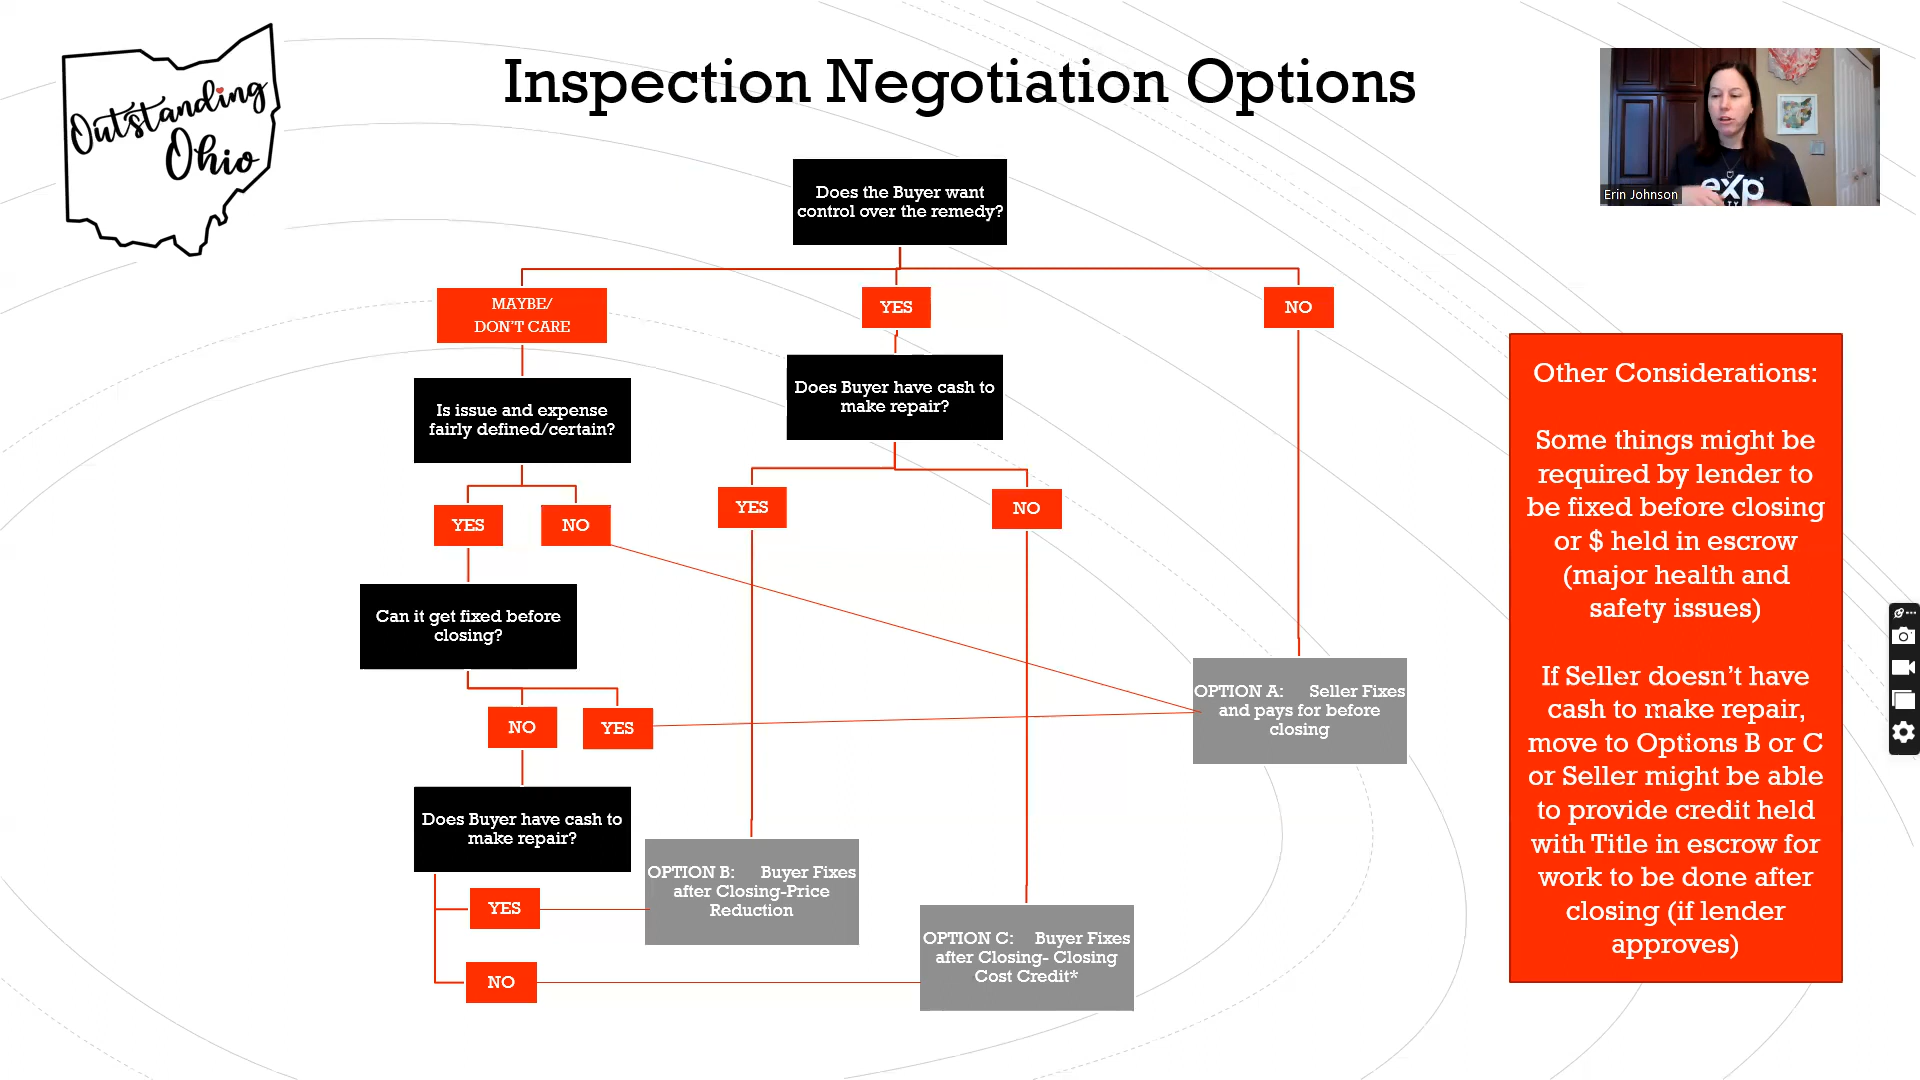 Outstanding
Ohio
Inspection Negotiation Options
exp
Erin Johnson
Does the Buyer want
control over the remedy?
MAYBE/
DON'T CARE
YES
NO
Is issue and expense
fairly defined/certain?
Does Buyer have cash to
make repair?
YES
NO
YES
NO
Can it get fixed before
closing?
NO
YES
OPTION A: Seller Fixes
and pays for before
closing
Does Buyer have cash to
make repair?
YES
NO
OPTION B: Buyer Fixes
after Closing-Price
Reduction
OPTION C: Buyer Fixes
after Closing- Closing
Cost Credit*
Other Considerations:
Some things might be
required by lender to
be fixed before closing
or $ held in escrow
(major health and
safety issues)
If Seller doesn't have
cash to make repair,
move to Options B or C
or Seller might be able
to provide credit held
with Title in escrow for
work to be done after
closing (if lender
approves)